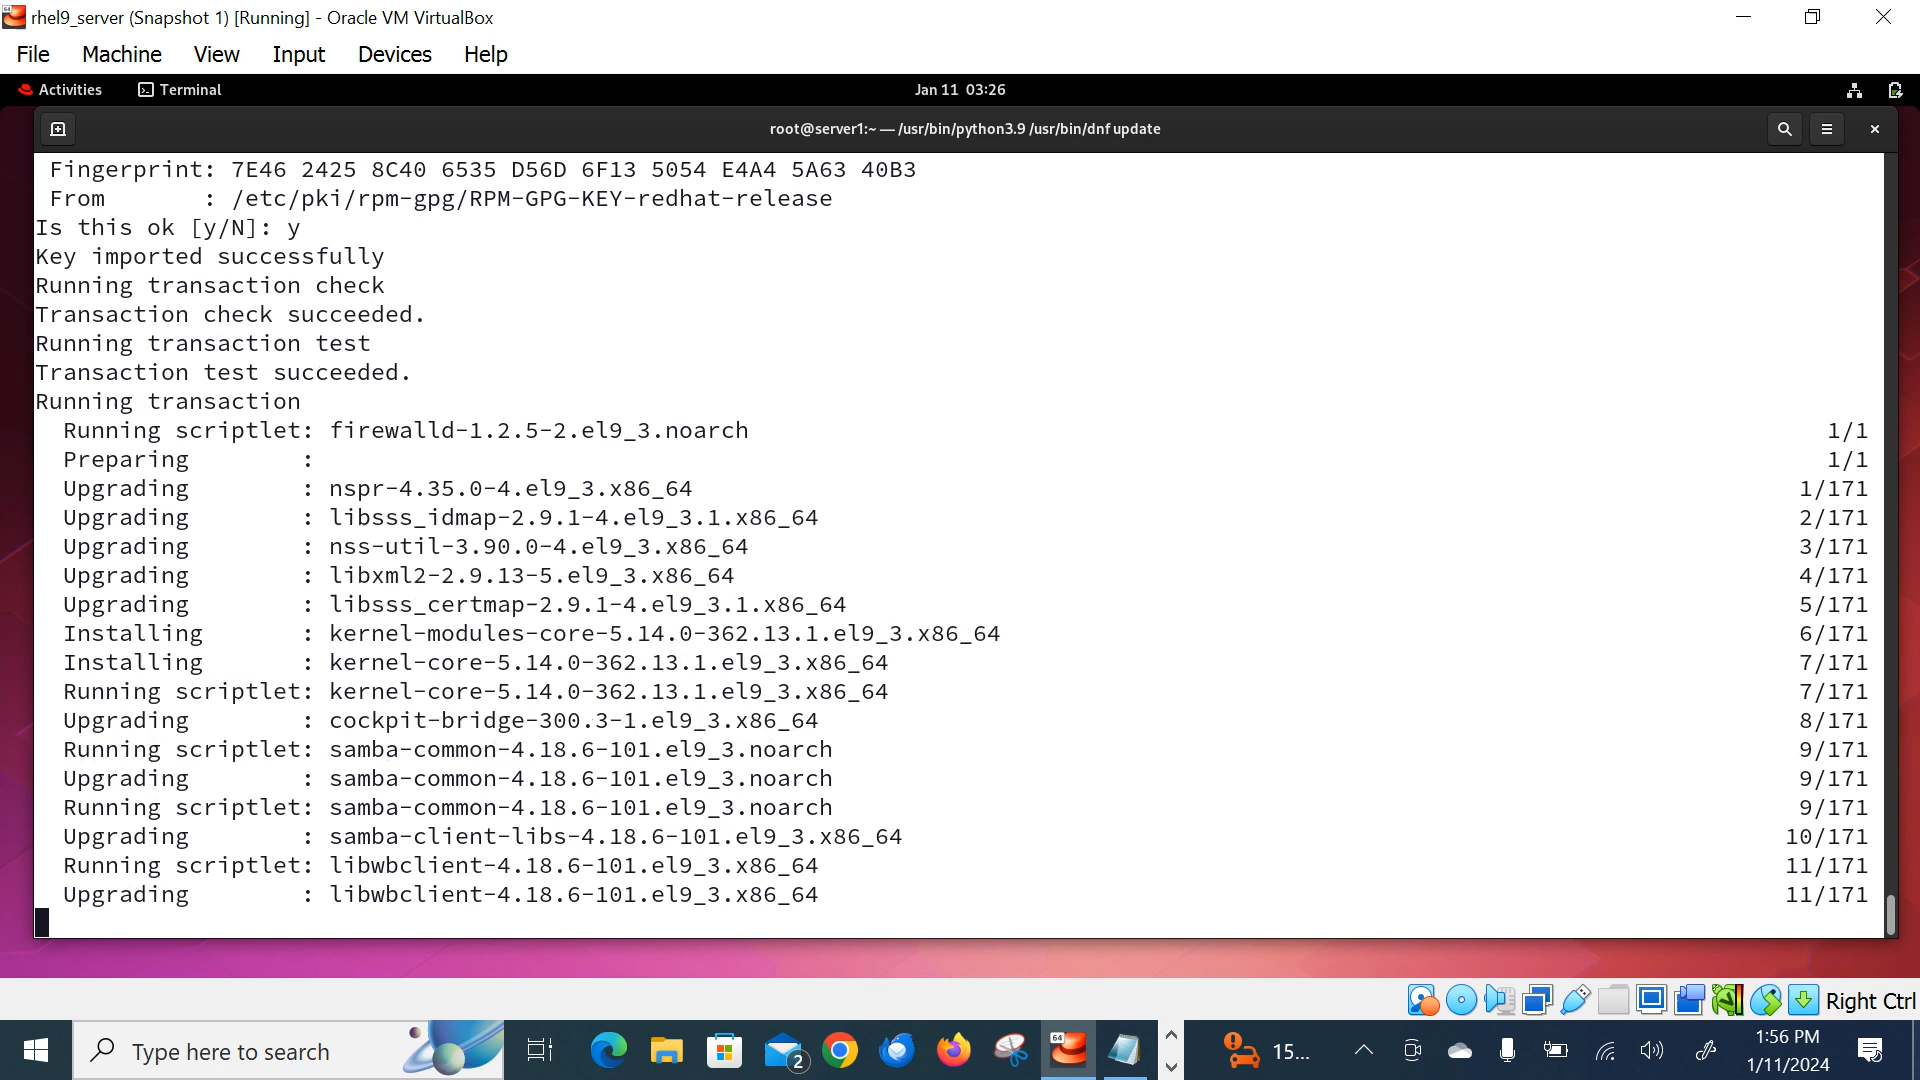 rhel9_server (Snapshot 1) [Running] - Oracle VM VirtualBox
File Machine View Input Devices Help
Activities Terminal Jan 11 03:26
root@server1:~ — /usr/bin/python3.9 /usr/bin/dnf update
Fingerprint: 7E46 2425 8C40 6535 D56D 6F13 5054 E4A4 5A63 40B3
From : /etc/pki/rpm-gpg/RPM-GPG-KEY-redhat-release
Is this ok [y/N]: y
Key imported successfully
Running transaction check
Transaction check succeeded.
Running transaction test
Transaction test succeeded.
Running transaction
Running scriptlet: firewalld-1.2.5-2.el9_3.noarch 1/1
Preparing : 1/1
Upgrading : nspr-4.35.0-4.el9_3.x86_64 1/171
Upgrading : libsss_idmap-2.9.1-4.el9_3.1.x86_64 2/171
Upgrading : nss-util-3.90.0-4.el9_3.x86_64 3/171
Upgrading : libxml2-2.9.13-5.el9_3.x86_64 4/171
Upgrading : libsss_certmap-2.9.1-4.el9_3.1.x86_64 5/171
Installing : kernel-modules-core-5.14.0-362.13.1.el9_3.x86_64 6/171
Installing : kernel-core-5.14.0-362.13.1.el9_3.x86_64 7/171
Running scriptlet: kernel-core-5.14.0-362.13.1.el9_3.x86_64 7/171
Upgrading : cockpit-bridge-300.3-1.el9_3.x86_64 8/171
Running scriptlet: samba-common-4.18.6-101.el9_3.noarch 9/171
Upgrading : samba-common-4.18.6-101.el9_3.noarch 9/171
Running scriptlet: samba-common-4.18.6-101.el9_3.noarch 9/171
Upgrading : samba-client-libs-4.18.6-101.el9_3.x86_64 10/171
Running scriptlet: libwbclient-4.18.6-101.el9_3.x86_64 11/171
Upgrading : libwbclient-4.18.6-101.el9_3.x86_64 11/171
Right Ctrl
Type here to search 2 64 15... 1:56 PM
1/11/2024